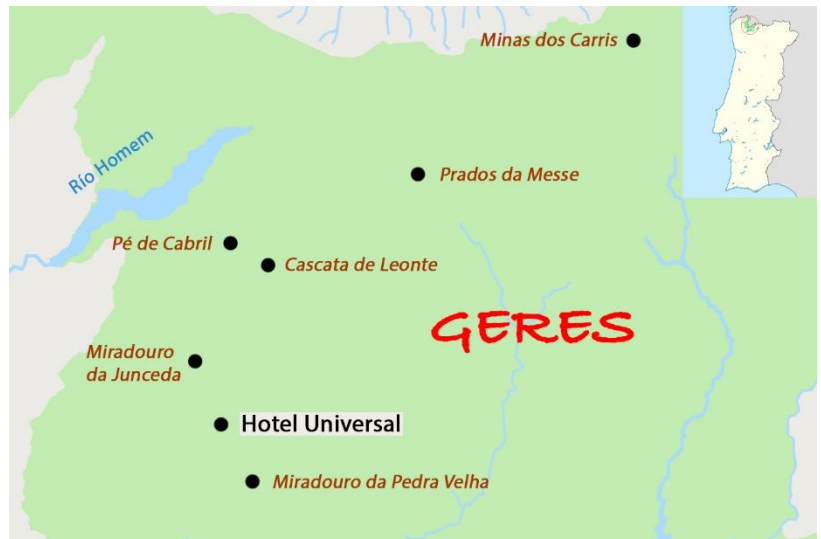 Minas dos Carris
Río Homem
Prados da Messe
Pé de Cabril
Cascata de Leonte
GERES
Miradouro
da Junceda
Hotel Universal
Miradouro da Pedra Velha